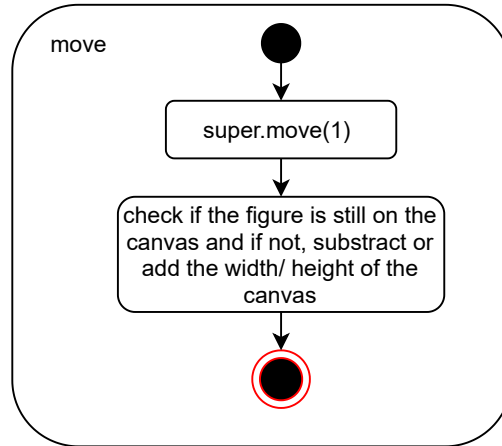 move
super.move(1)
check if the figure is still on the
canvas and if not, substract or
add the width/ height of the
canvas